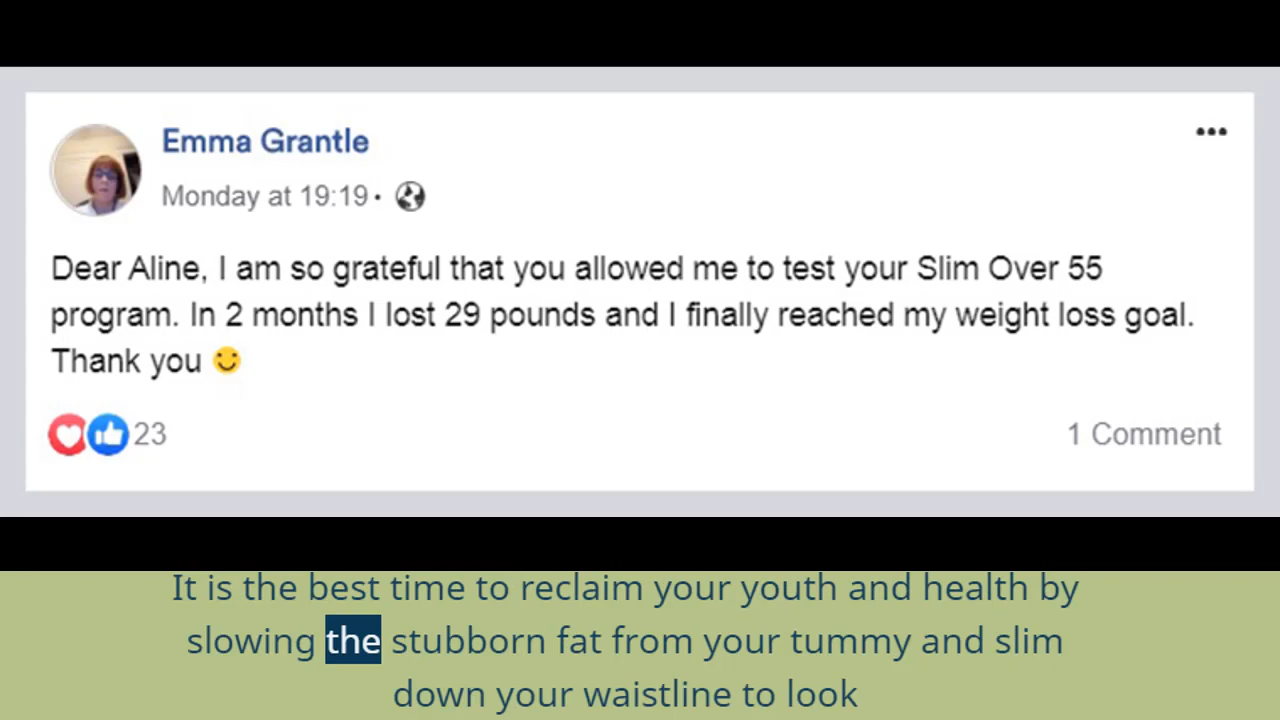 Emma Grantle
Monday at 19:19 ·
Dear Aline, I am so grateful that you allowed me to test your Slim Over 55
program. In 2 months I lost 29 pounds and I finally reached my weight loss goal.
Thank you 🙂
23
1 Comment
It is the best time to reclaim your youth and health by
slowing the stubborn fat from your tummy and slim
down your waistline to look